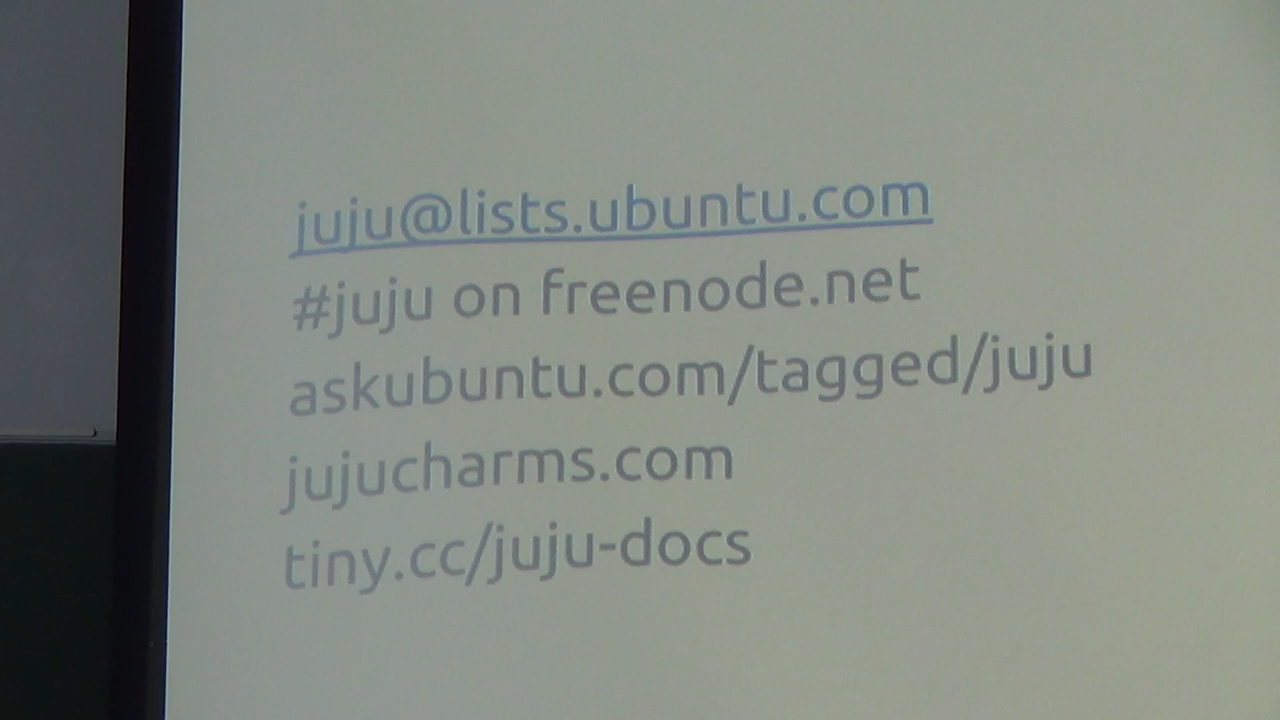 juju@lists.ubuntu.com
#juju on freenode.net
askubuntu.com/tagged/juju
jujucharms.com
tiny.cc/juju-docs